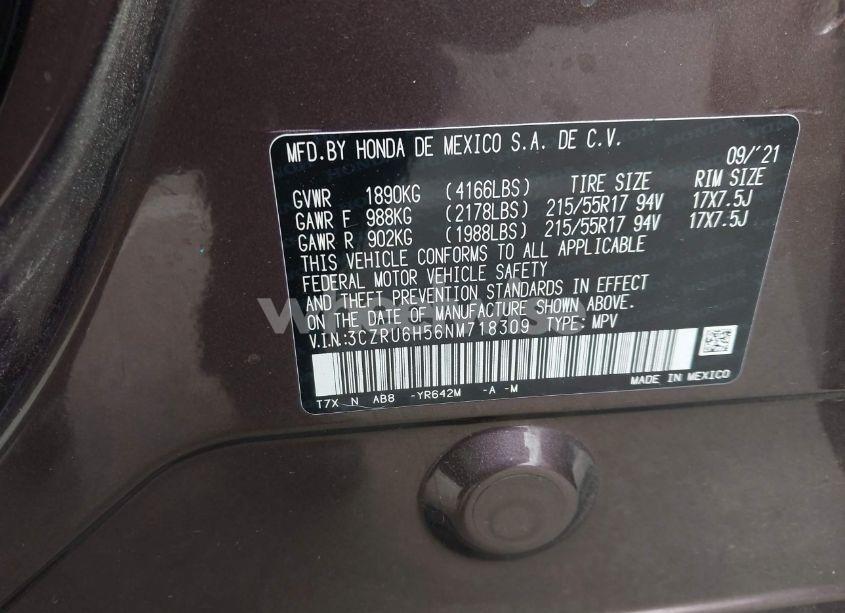 MFD.BY HONDA DE MEXICO S.A. DE C.V.
09/'21
GVWR 1890KG (4166LBS) TIRE SIZE RIM SIZE
GAWR F 988KG (2178LBS) 215/55R17 94V 17X7.5J
GAWR R 902KG (1988LBS) 215/55R17 94V 17X7.5J
THIS VEHICLE CONFORMS TO ALL APPLICABLE
FEDERAL MOTOR VEHICLE SAFETY
AND THEFT PREVENTION STANDARDS IN EFFECT
ON THE DATE OF MANUFACTURE SHOWN ABOVE.
V.I.N.:3CZRU6H56NM718309 TYPE: MPV
T7X N AB8 -YR642M -A -M
MADE IN MEXICO